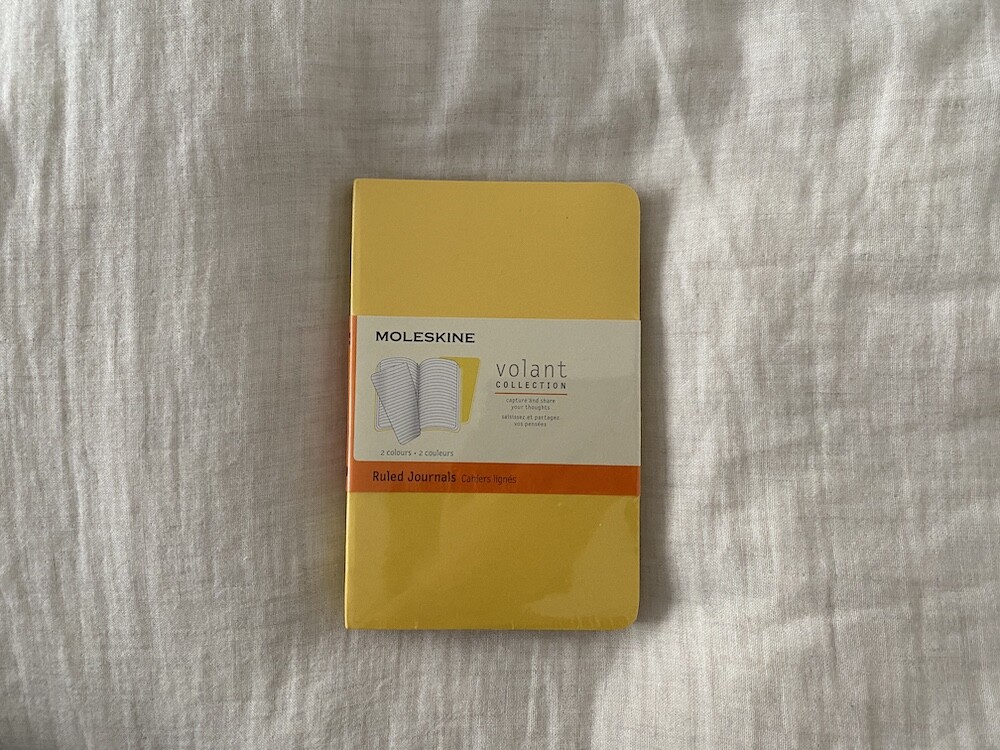 MOLESKINE
volant
COLLECTION
capture and share
your thoughts
saisissez et partagez
vos pensées
2 colours • 2 couleurs
Ruled Journals Cahiers lignés